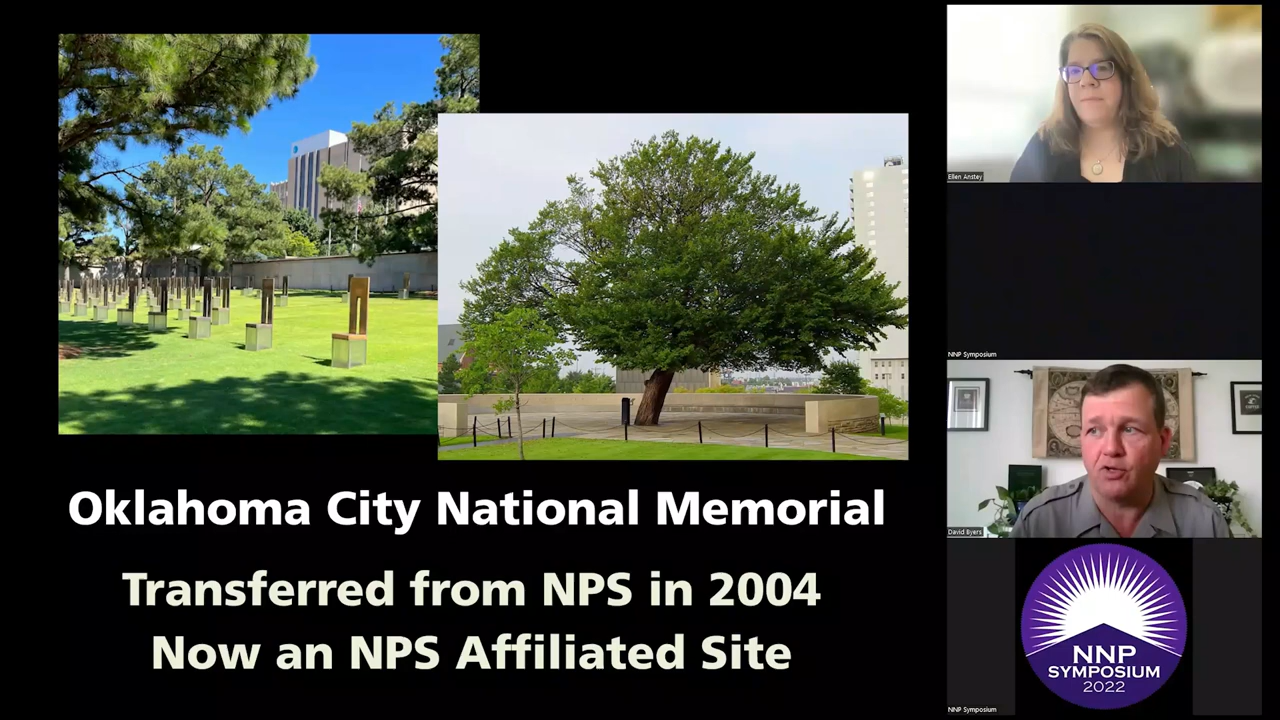 Oklahoma City National Memorial
Transferred from NPS in 2004
Now an NPS Affiliated Site
Ellen Anstey
NNP Symposium
David Byers
NNP
SYMPOSIUM
2022
NNP Symposium